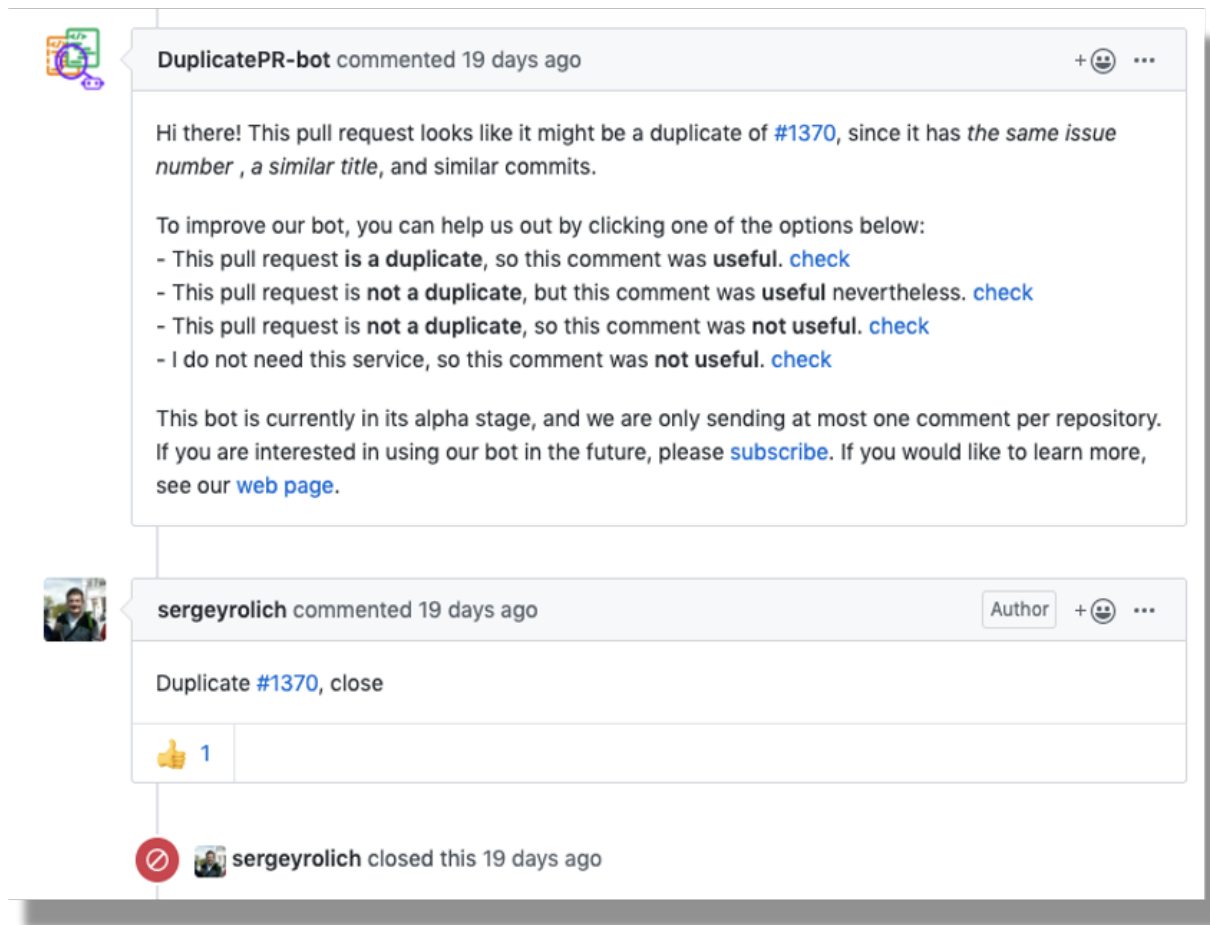 DuplicatePR-bot commented 19 days ago
Hi there! This pull request looks like it might be a duplicate of #1370, since it has the same issue
number , a similar title, and similar commits.
To improve our bot, you can help us out by clicking one of the options below:
- This pull request is a duplicate, so this comment was useful. check
- This pull request is not a duplicate, but this comment was useful nevertheless. check
- This pull request is not a duplicate, so this comment was not useful. check
- I do not need this service, so this comment was not useful. check
This bot is currently in its alpha stage, and we are only sending at most one comment per repository.
If you are interested in using our bot in the future, please subscribe. If you would like to learn more,
see our web page.
sergeyrolich commented 19 days ago Author
Duplicate #1370, close
👍 1
sergeyrolich closed this 19 days ago